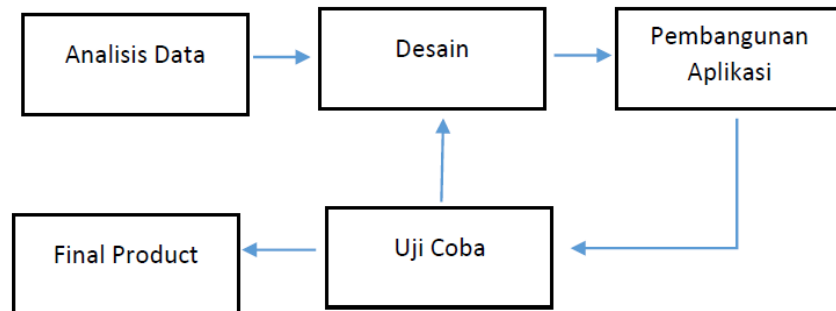 Analisis Data
Desain
Pembangunan
Aplikasi
Final Product
Uji Coba